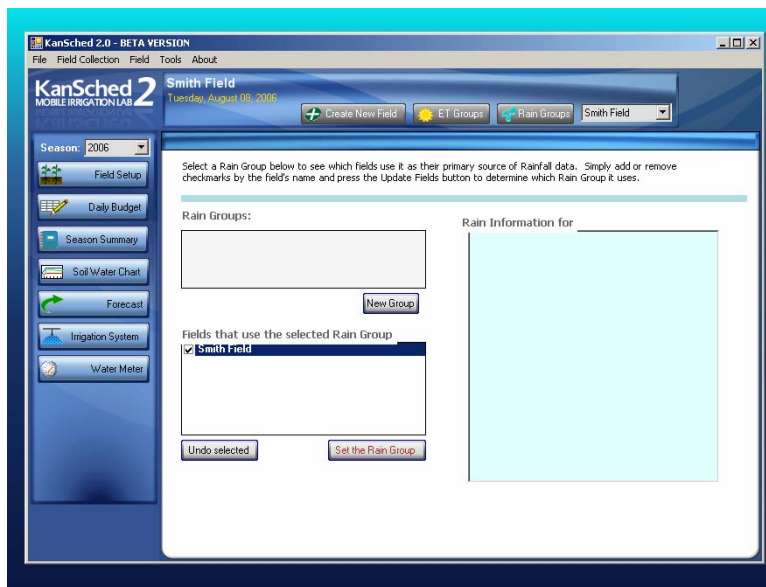 KanSched 2.0 - BETA VERSION
File Field Collection Field Tools About
KanSched 2
MOBILE IRRIGATION LAB
Smith Field
Tuesday, August 08, 2006
Create New Field
ET Groups
Rain Groups
Smith Field
Season: 2006
Field Setup
Daily Budget
Season Summary
Soil Water Chart
Forecast
Irrigation System
Water Meter
Select a Rain Group below to see which fields use it as their primary source of Rainfall data. Simply add or remove
checkmarks by the field's name and press the Update Fields button to determine which Rain Group it uses.
Rain Groups:
New Group
Fields that use the selected Rain Group
Smith Field
Undo selected
Set the Rain Group
Rain Information for